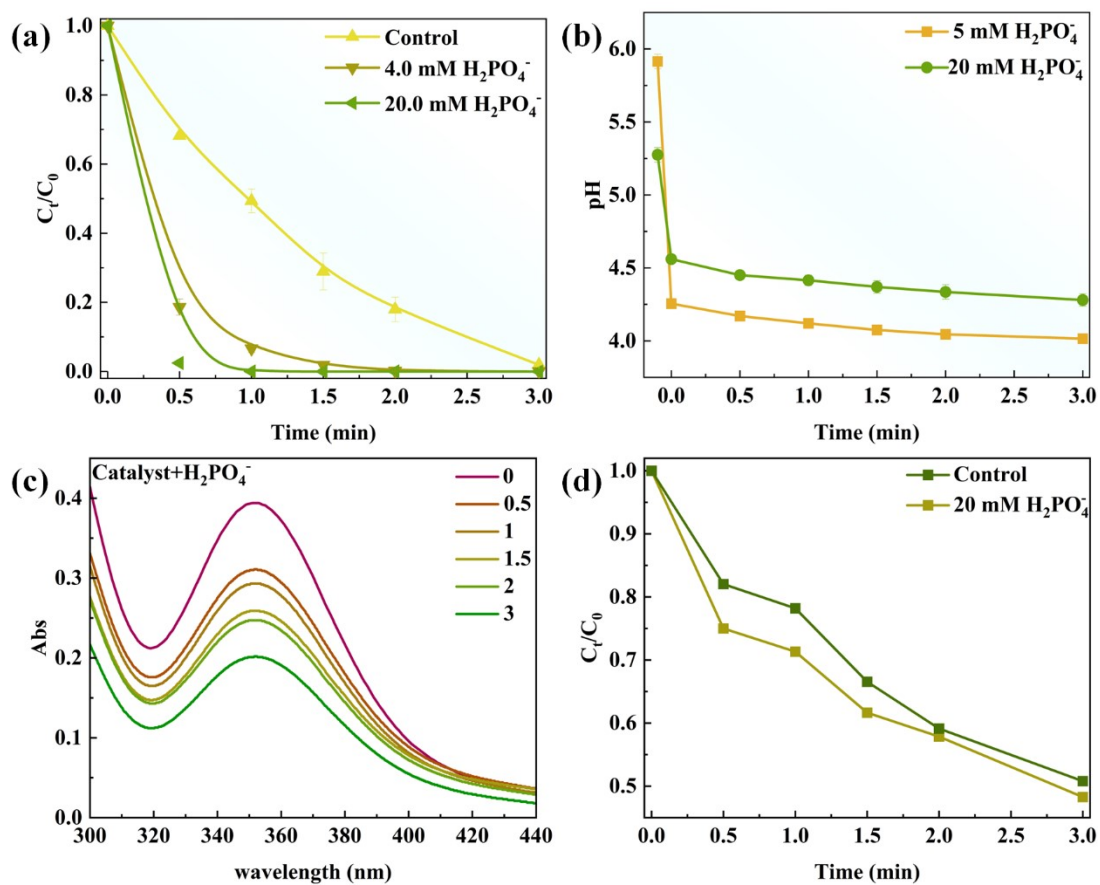 (a)
Control
4.0 mM H₂PO₄⁻
20.0 mM H₂PO₄⁻
1.0
0.8
0.6
0.4
0.2
0.0
Cₜ/C₀
0.0 0.5 1.0 1.5 2.0 2.5 3.0
Time (min)
(b)
5 mM H₂PO₄⁻
20 mM H₂PO₄⁻
6.0
5.5
5.0
4.5
4.0
pH
0.0 0.5 1.0 1.5 2.0 2.5 3.0
Time (min)
(c)
Catalyst+H₂PO₄⁻
0
0.5
1
1.5
2
3
0.4
0.3
0.2
0.1
0.0
Abs
300 320 340 360 380 400 420 440
wavelength (nm)
(d)
Control
20 mM H₂PO₄⁻
1.0
0.9
0.8
0.7
0.6
0.5
Cₜ/C₀
0.0 0.5 1.0 1.5 2.0 2.5 3.0
Time (min)